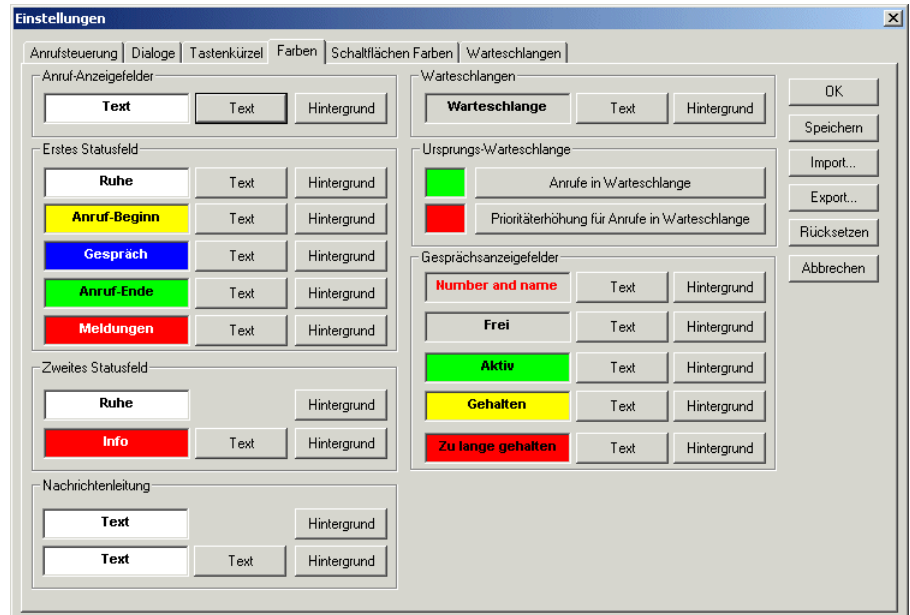 Einstellungen
Anrufsteuerung Dialoge Tastenkürzel Farben Schaltflächen Farben Warteschlangen
Anruf-Anzeigefelder
Text Text Hintergrund
Erstes Statusfeld
Ruhe Text Hintergrund
Anruf-Beginn Text Hintergrund
Gespräch Text Hintergrund
Anruf-Ende Text Hintergrund
Meldungen Text Hintergrund
Zweites Statusfeld
Ruhe Hintergrund
Info Text Hintergrund
Nachrichtenleitung
Text Hintergrund
Text Text Hintergrund
Warteschlangen
Warteschlange Text Hintergrund
Ursprungs-Warteschlange
Anrufe in Warteschlange
Prioritäterhöhung für Anrufe in Warteschlange
Gesprächsanzeigefelder
Number and name Text Hintergrund
Frei Text Hintergrund
Aktiv Text Hintergrund
Gehalten Text Hintergrund
Zu lange gehalten Text Hintergrund
OK
Speichern
Import...
Export...
Rücksetzen
Abbrechen